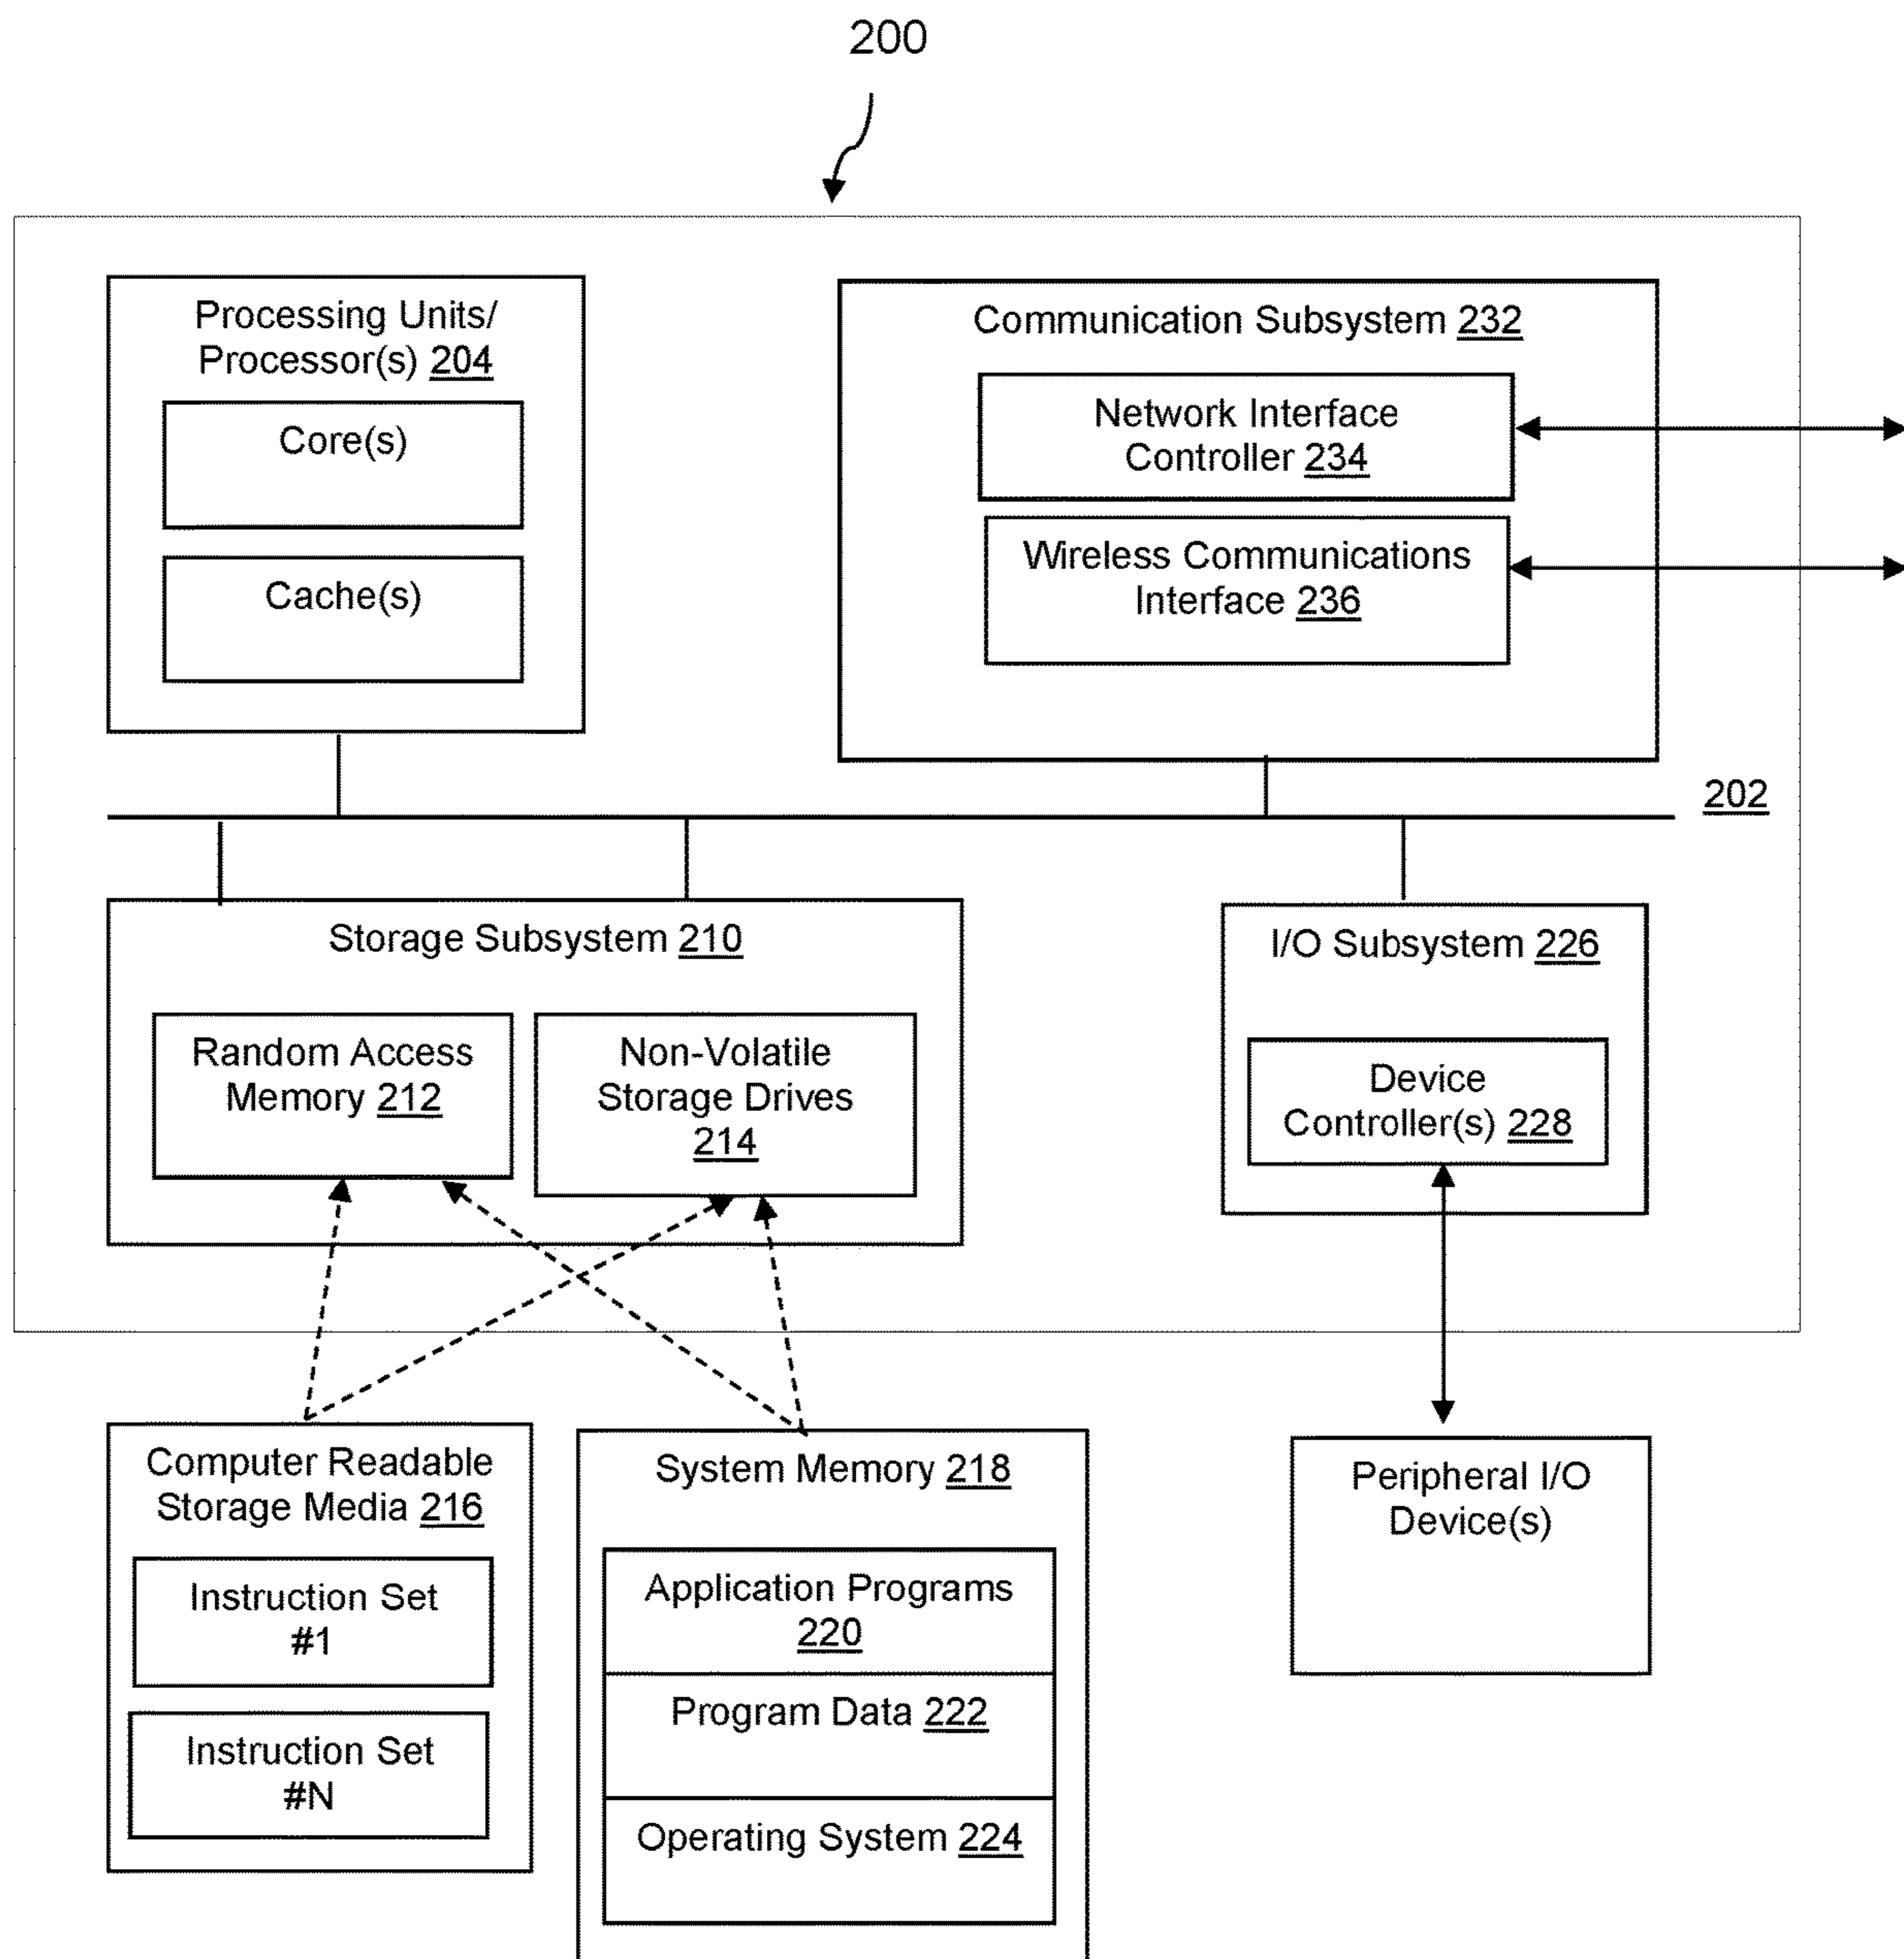 200
Processing Units/
Processor(s) 204
Core(s)
Cache(s)
Communication Subsystem 232
Network Interface
Controller 234
Wireless Communications
Interface 236
202
Storage Subsystem 210
Random Access
Memory 212
Non-Volatile
Storage Drives
214
I/O Subsystem 226
Device
Controller(s) 228
Computer Readable
Storage Media 216
Instruction Set
#1
Instruction Set
#N
System Memory 218
Application Programs
220
Program Data 222
Operating System 224
Peripheral I/O
Device(s)